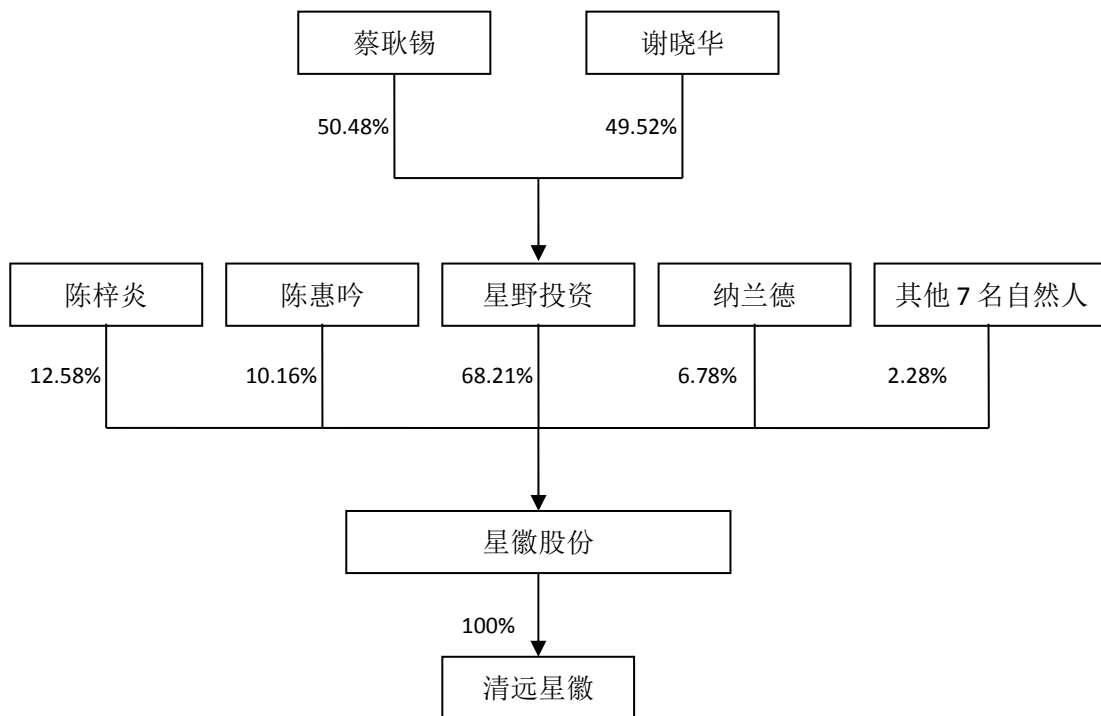 蔡耿锡
谢晓华
50.48%
49.52%
陈梓炎
陈惠吟
星野投资
纳兰德
其他 7 名自然人
12.58%
10.16%
68.21%
6.78%
2.28%
星徽股份
100%
清远星徽